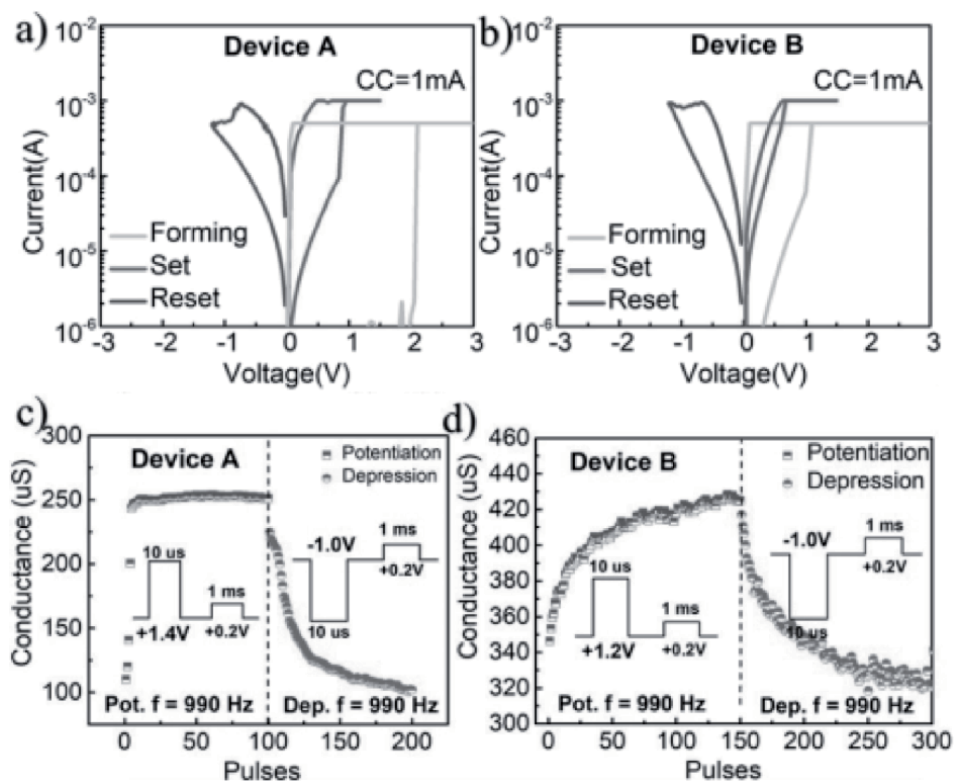 a)
Device A
CC=1mA
Current(A)
10⁻²
10⁻³
10⁻⁴
10⁻⁵
10⁻⁶
Forming
Set
Reset
-3 -2 -1 0 1 2 3
Voltage(V)
b)
Device B
CC=1mA
Current(A)
10⁻²
10⁻³
10⁻⁴
10⁻⁵
10⁻⁶
Forming
Set
Reset
-3 -2 -1 0 1 2 3
Voltage(V)
c)
Conductance (uS)
300
250
200
150
100
Device A
Potentiation
Depression
10 us
+1.4V
1 ms
+0.2V
-1.0V
10 us
1 ms
+0.2V
Pot. f = 990 Hz
Dep. f = 990 Hz
0 50 100 150 200
Pulses
d)
Conductance (uS)
460
440
420
400
380
360
340
320
300
Device B
Potentiation
Depression
10 us
+1.2V
1 ms
+0.2V
-1.0V
10 us
1 ms
+0.2V
Pot. f = 990 Hz
Dep. f = 990 Hz
0 50 100 150 200 250 300
Pulses